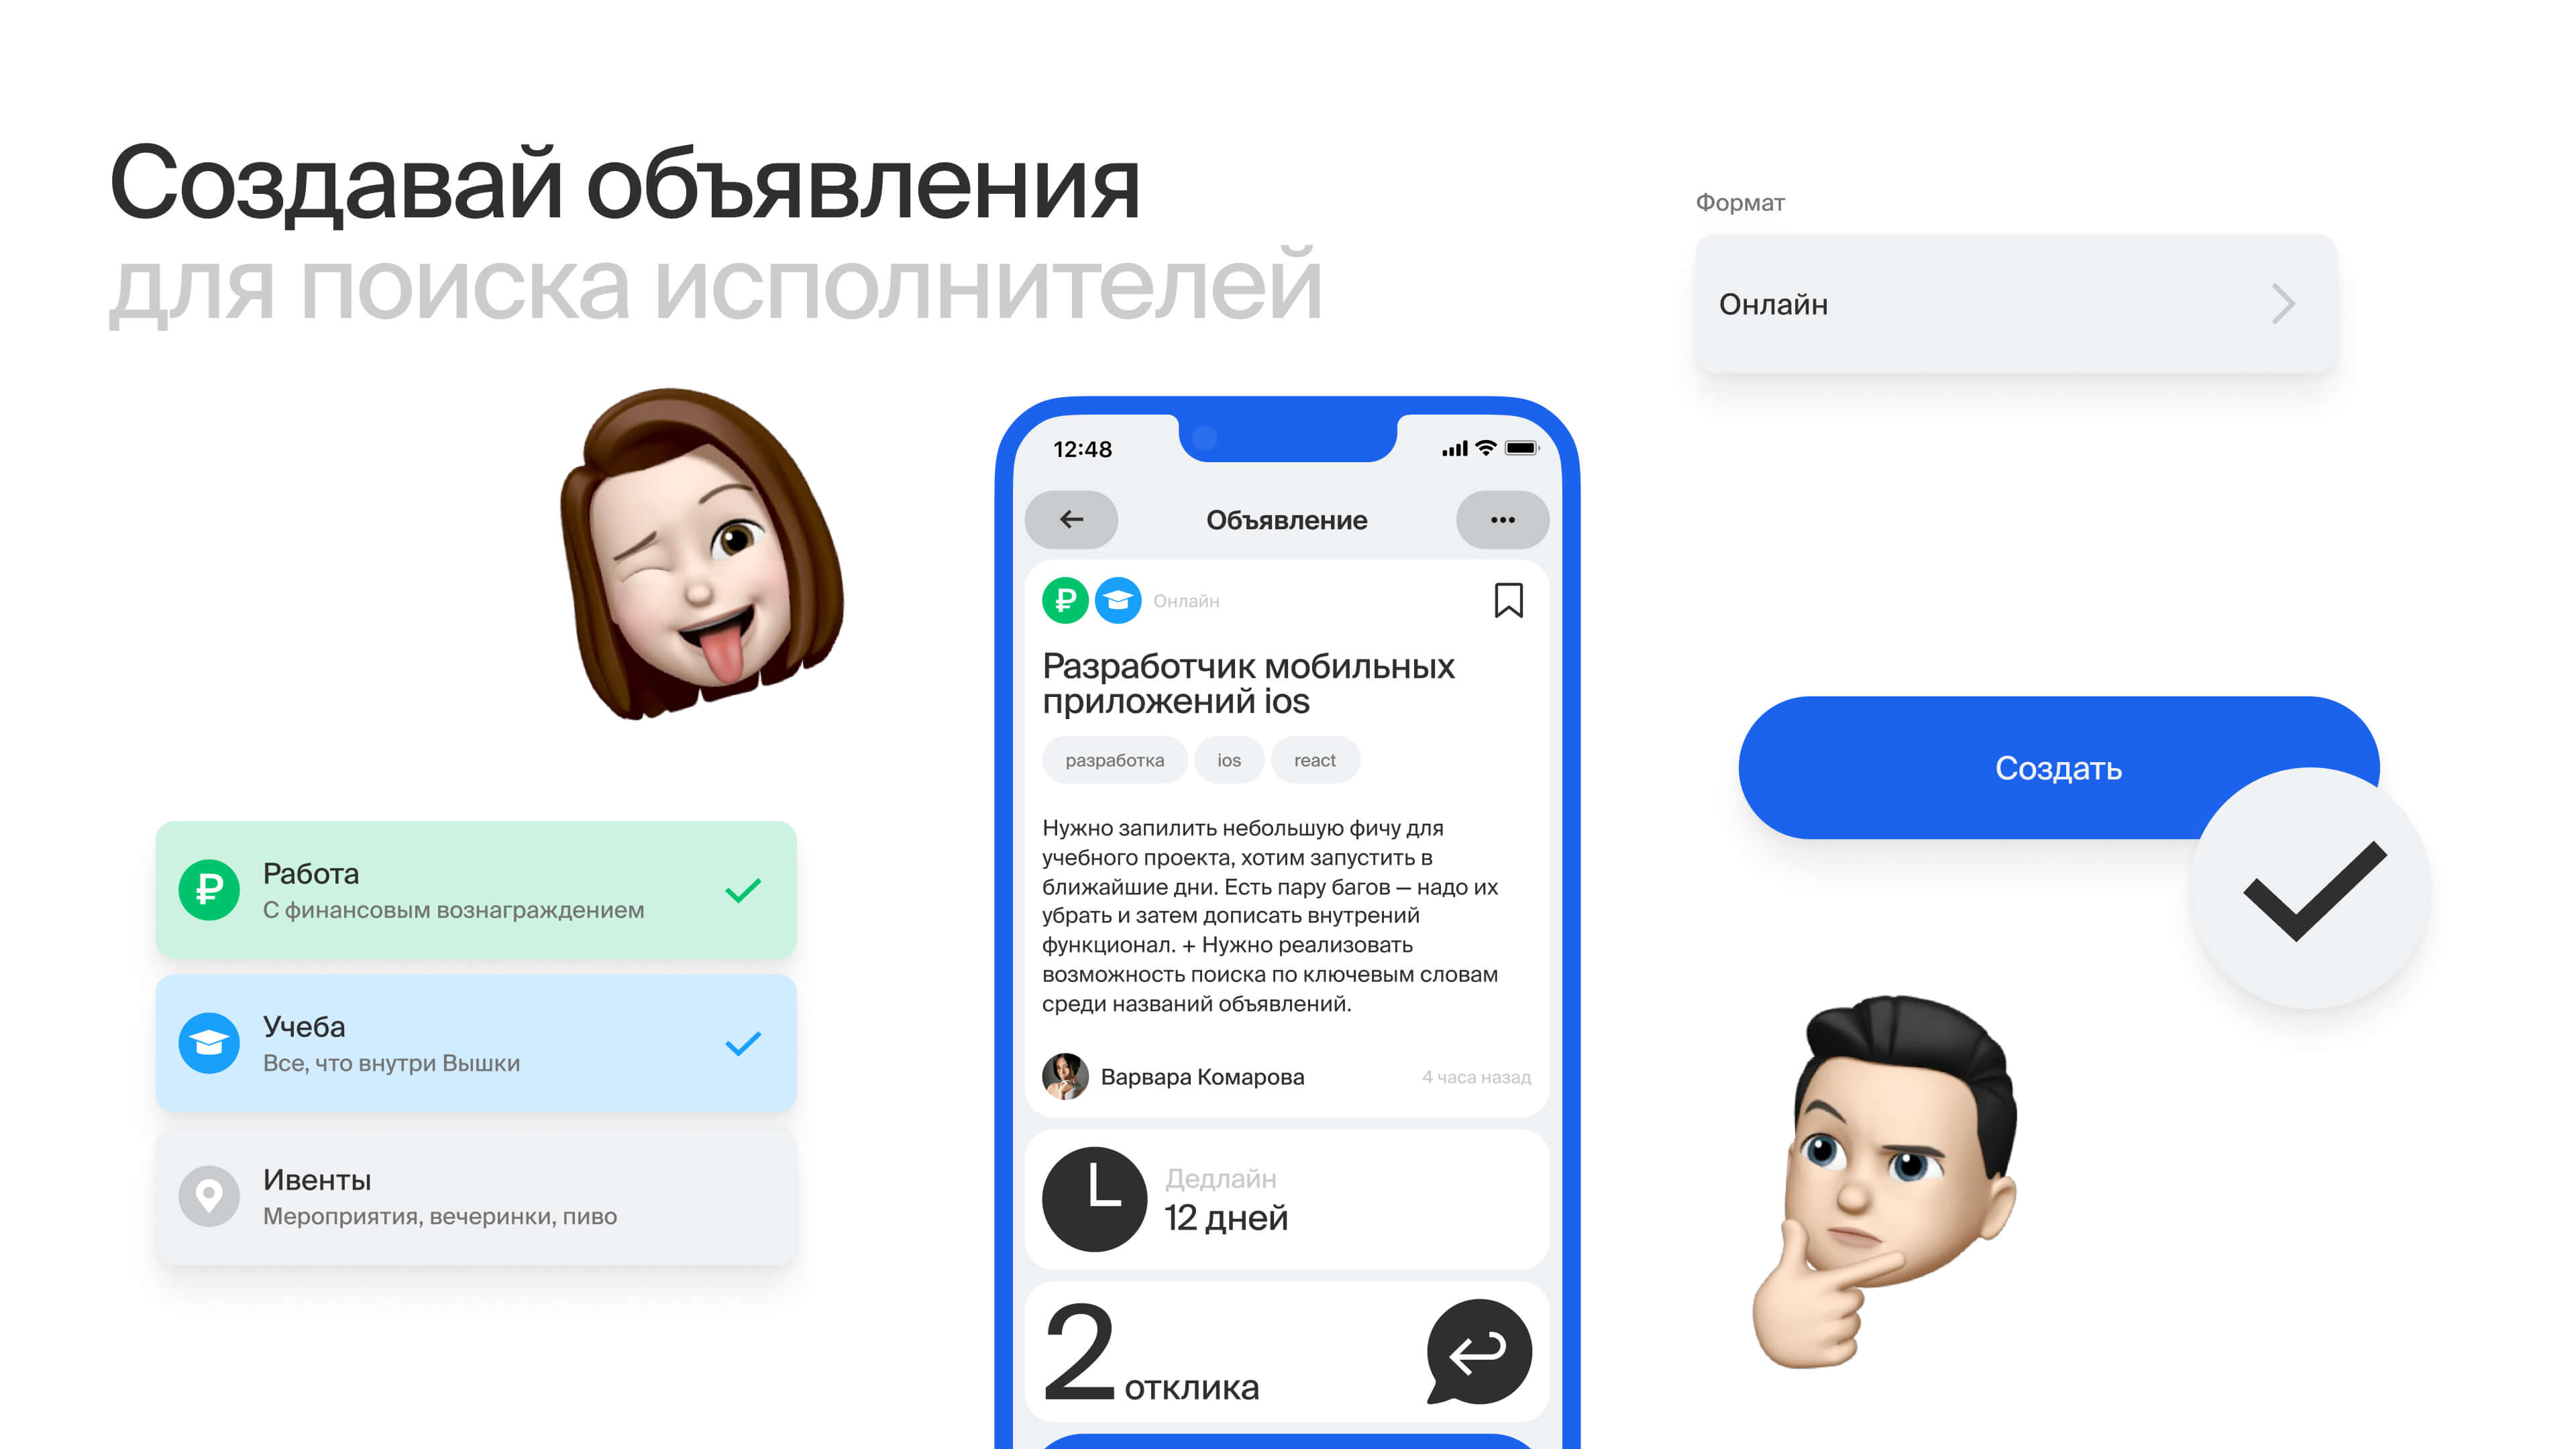 Создавай объявления
для поиска исполнителей
Формат
Онлайн
12:48
Объявление
Онлайн
Разработчик мобильных
приложений ios
разработка
ios
react
Нужно запилить небольшую фичу для
учебного проекта, хотим запустить в
ближайшие дни. Есть пару багов — надо их
убрать и затем дописать внутрений
функционал. + Нужно реализовать
возможность поиска по ключевым словам
среди названий объявлений.
Варвара Комарова
4 часа назад
Дедлайн
12 дней
2 отклика
Создать
Работа
С финансовым вознаграждением
Учеба
Все, что внутри Вышки
Ивенты
Мероприятия, вечеринки, пиво